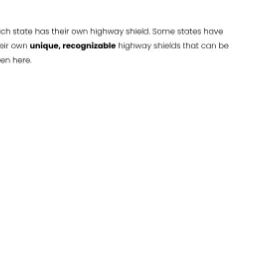 ch state has their own highway shield. Some states have
eir own unique, recognizable highway shields that can be
en here.